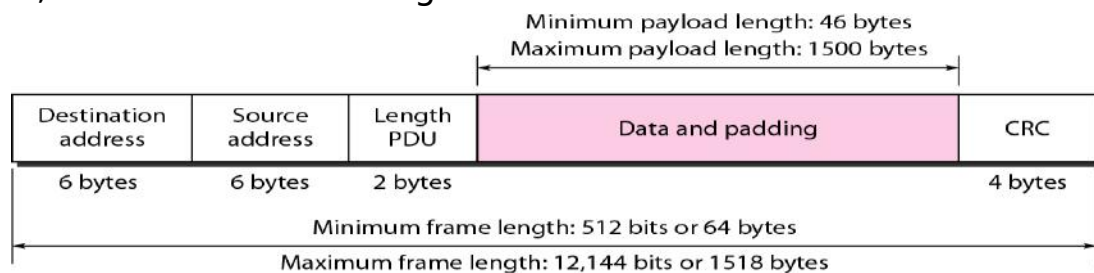 Minimum payload length: 46 bytes
Maximum payload length: 1500 bytes
Destination address
Source address
Length PDU
Data and padding
CRC
6 bytes
6 bytes
2 bytes
4 bytes
Minimum frame length: 512 bits or 64 bytes
Maximum frame length: 12,144 bits or 1518 bytes